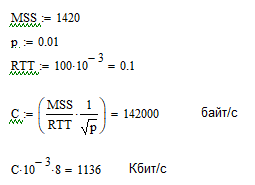 MSS := 1420
p := 0.01
RTT := 100·10⁻³ = 0.1
C := (MSS/RTT · 1/√p) = 142000 байт/с
C·10⁻³·8 = 1136 Кбит/с